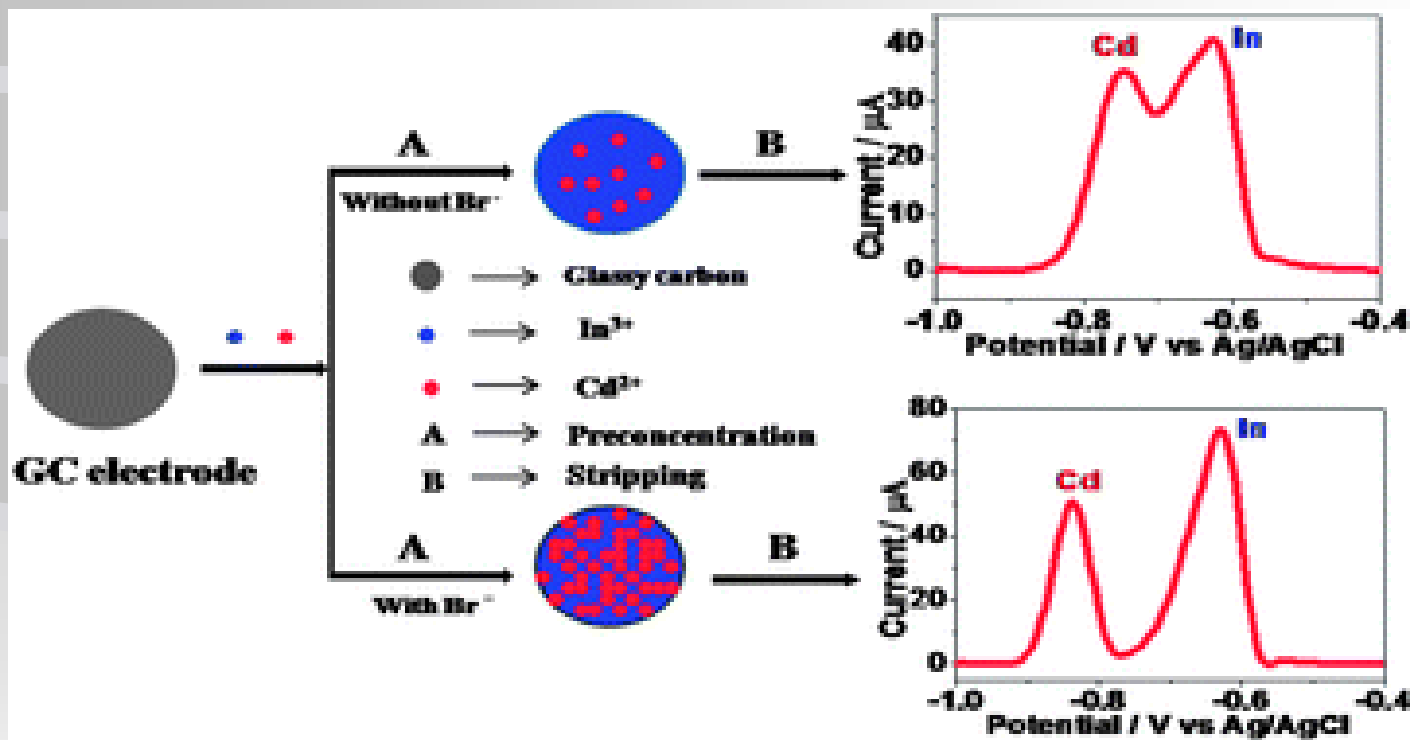 GC electrode
A
Without Br⁻
B
Glassy carbon
In³⁺
Cd²⁺
A
Preconcentration
B
Stripping
A
With Br⁻
B
Cd
In
Current / µA
40
30
20
10
0
-1.0
-0.8
-0.6
-0.4
Potential / V vs Ag/AgCl
Cd
In
Current / µA
80
60
40
20
0
-1.0
-0.8
-0.6
-0.4
Potential / V vs Ag/AgCl